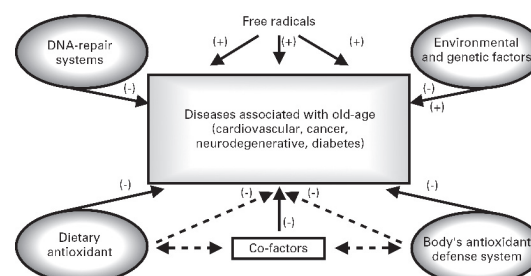 Free radicals
DNA-repair
systems
(+) (+) (+)
Environmental
and genetic factors
(-)
(-)
(+)
Diseases associated with old-age
(cardiovascular, cancer,
neurodegenerative, diabetes)
(-)
(-)
(-)
(-)
(-)
Dietary
antioxidant
Co-factors
Body's antioxidant
defense system